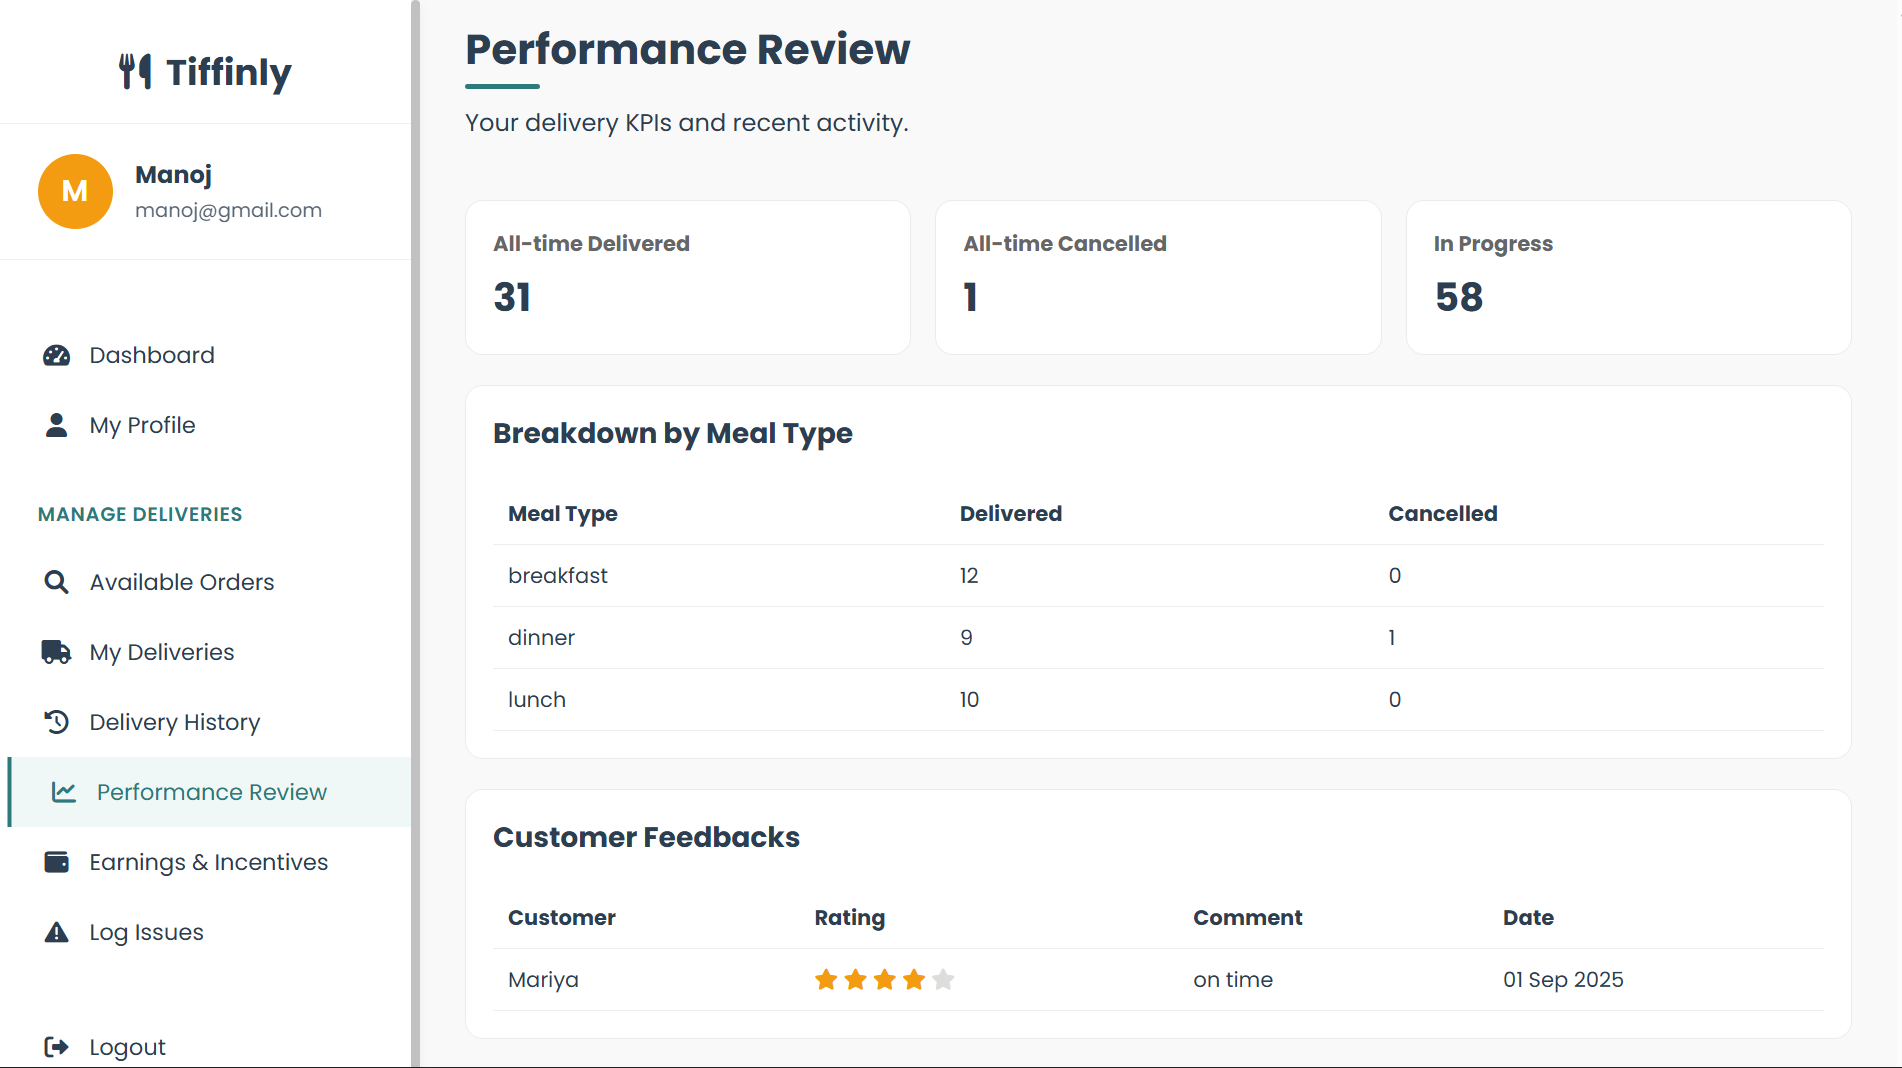 Tiffinly
M
Manoj
manoj@gmail.com
Dashboard
My Profile
MANAGE DELIVERIES
Available Orders
My Deliveries
Delivery History
Performance Review
Earnings & Incentives
Log Issues
Logout
Performance Review
Your delivery KPIs and recent activity.
All-time Delivered
31
All-time Cancelled
1
In Progress
58
Breakdown by Meal Type
Meal Type Delivered Cancelled
breakfast 12 0
dinner 9 1
lunch 10 0
Customer Feedbacks
Customer Rating Comment Date
Mariya on time 01 Sep 2025